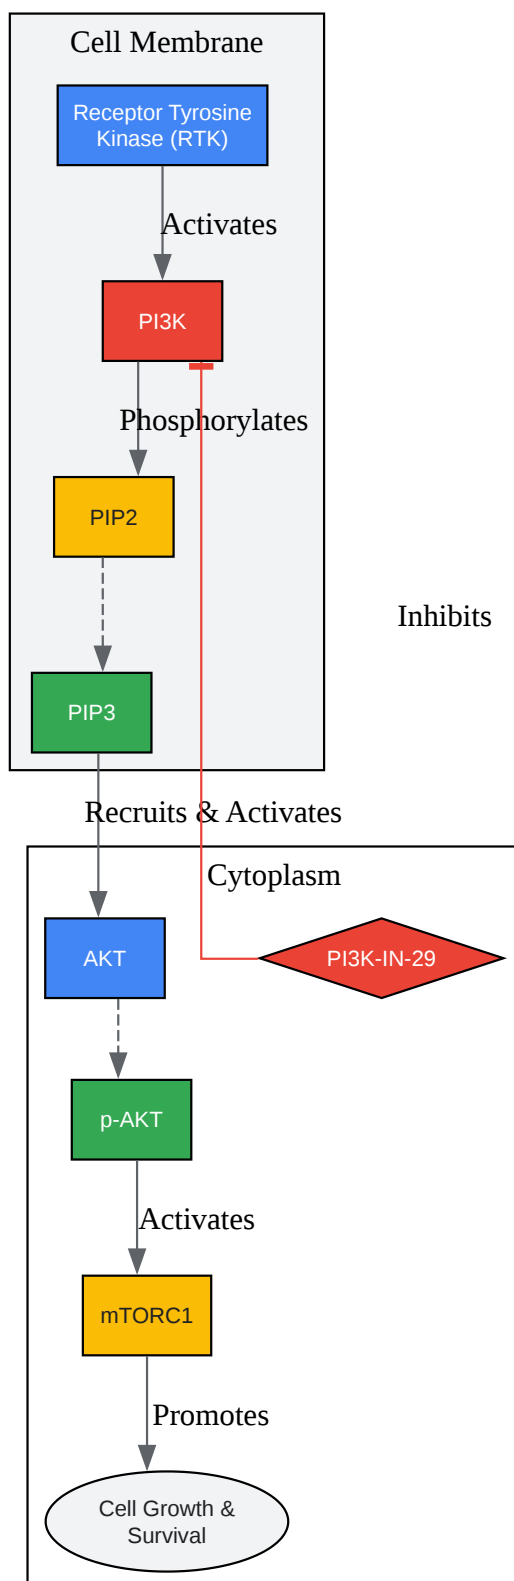 Cell Membrane
Receptor Tyrosine
Kinase (RTK)
Activates
PI3K
Phosphorylates
PIP2
Inhibits
PIP3
Recruits & Activates
Cytoplasm
AKT
PI3K-IN-29
p-AKT
Activates
mTORC1
Promotes
Cell Growth &
Survival